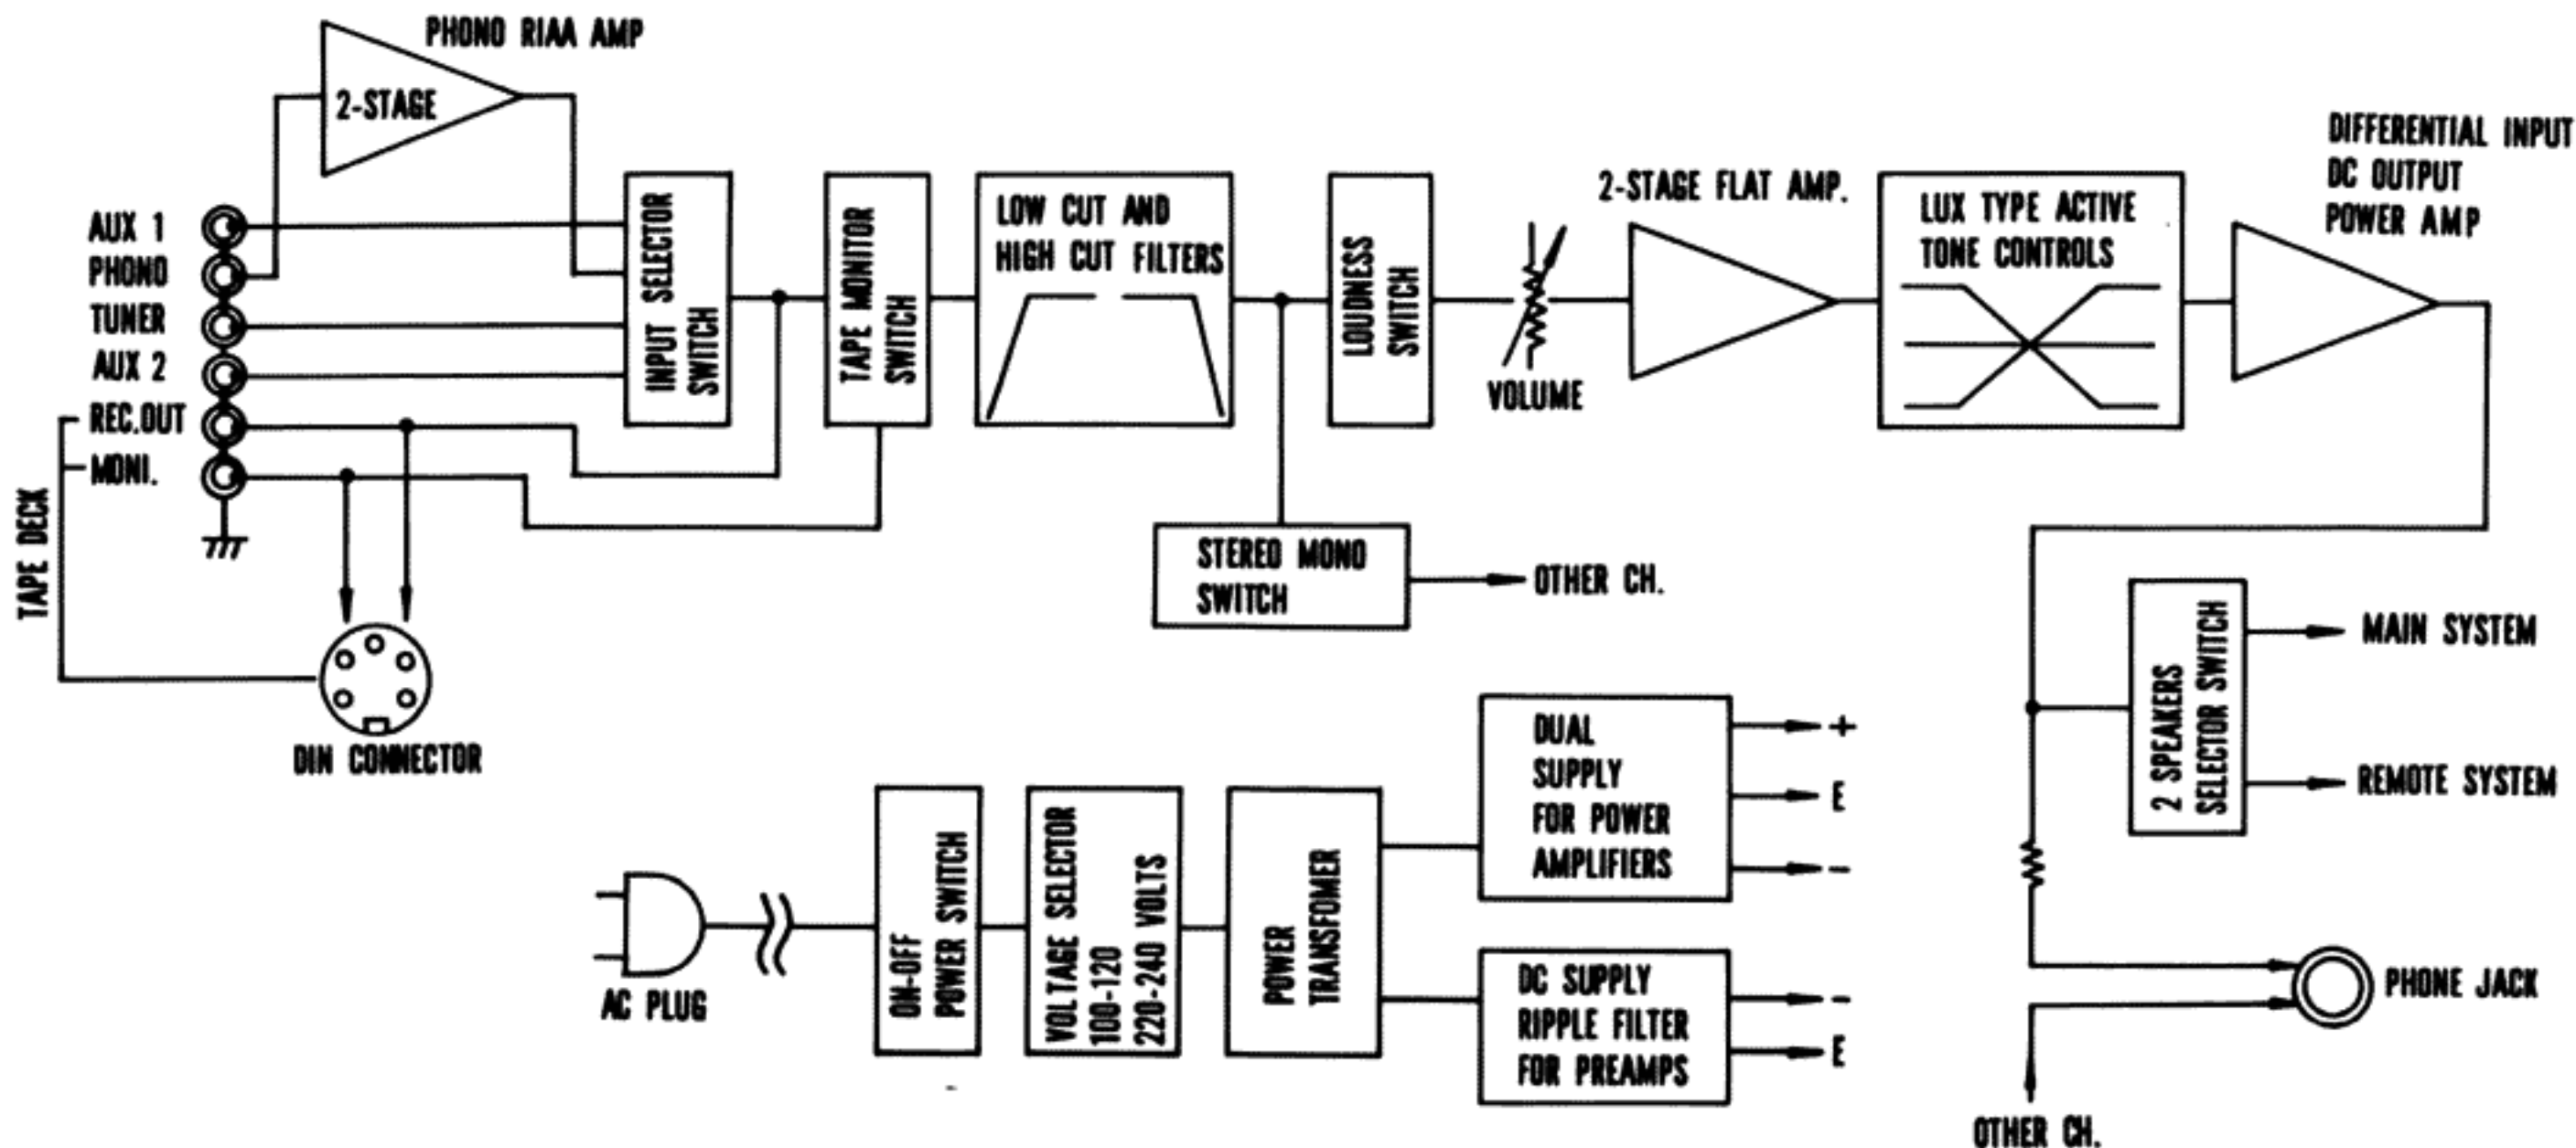 PHONO RIAA AMP
2-STAGE
AUX 1
PHONO
TUNER
AUX 2
REC.OUT
MONI.
TAPE DECK
DIN CONNECTOR
INPUT SELECTOR
SWITCH
TAPE MONITOR
SWITCH
LOW CUT AND
HIGH CUT FILTERS
STEREO MONO
SWITCH
OTHER CH.
LOUDNESS
SWITCH
VOLUME
2-STAGE FLAT AMP.
LUX TYPE ACTIVE
TONE CONTROLS
DIFFERENTIAL INPUT
DC OUTPUT
POWER AMP
2 SPEAKERS
SELECTOR SWITCH
MAIN SYSTEM
REMOTE SYSTEM
PHONE JACK
OTHER CH.
AC PLUG
ON-OFF
POWER SWITCH
VOLTAGE SELECTOR
100-120
220-240 VOLTS
POWER
TRANSFOMER
DUAL
SUPPLY
FOR POWER
AMPLIFIERS
+
E
-
DC SUPPLY
RIPPLE FILTER
FOR PREAMPS
-
E